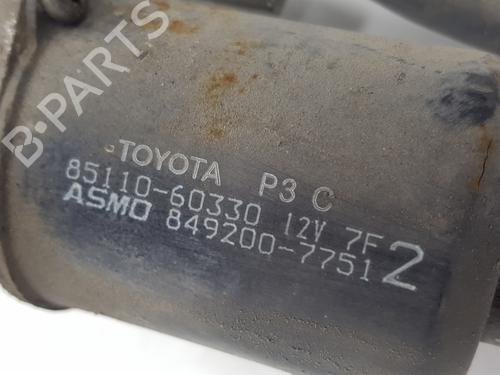 TOYOTA P3 C
85110-60330 12V 7F
ASMO 849200-7751 2
B-PARTS